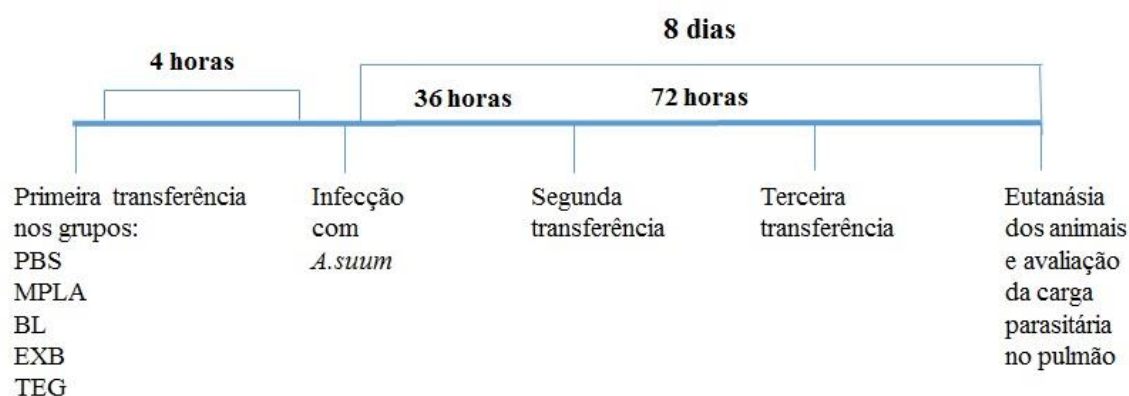 8 dias
4 horas
36 horas
72 horas
Primeira transferência
nos grupos:
PBS
MPLA
BL
EXB
TEG
Infecção
com
A.suum
Segunda
transferência
Terceira
transferência
Eutanásia
dos animais
e avaliação
da carga
parasitária
no pulmão